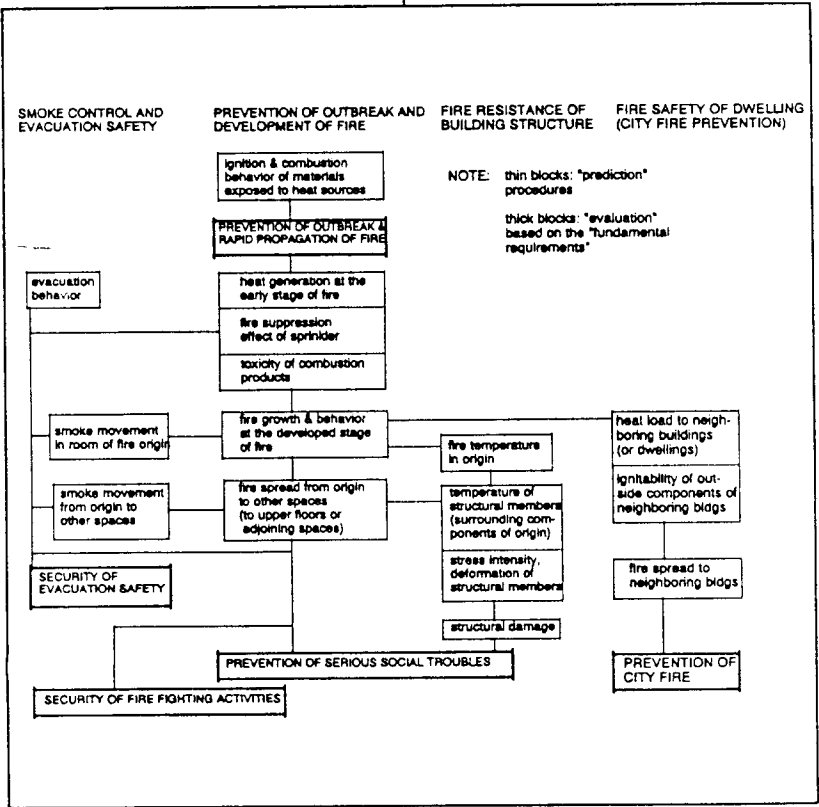 SMOKE CONTROL AND
EVACUATION SAFETY
PREVENTION OF OUTBREAK AND
DEVELOPMENT OF FIRE
FIRE RESISTANCE OF
BUILDING STRUCTURE
FIRE SAFETY OF DWELLING
(CITY FIRE PREVENTION)
NOTE: thin blocks: "prediction"
procedures
thick blocks: "evaluation"
based on the "fundamental
requirements"
ignition & combustion
behavior of materials
exposed to heat sources
PREVENTION OF OUTBREAK &
RAPID PROPAGATION OF FIRE
evacuation
behavior
heat generation at the
early stage of fire
fire suppression
effect of sprinkler
toxicity of combustion
products
smoke movement
in room of fire origin
fire growth & behavior
at the developed stage
of fire
fire temperature
in origin
heat load to neigh-
boring buildings
(or dwellings)
ignitability of out-
side components of
neighboring bldgs
smoke movement
from origin to
other spaces
fire spread from origin
to other spaces
(to upper floors or
adjoining spaces)
temperature of
structural members
(surrounding com-
ponents of origin)
stress intensity,
deformation of
structural members
fire spread to
neighboring bldgs
SECURITY OF
EVACUATION SAFETY
structural damage
PREVENTION OF SERIOUS SOCIAL TROUBLES
PREVENTION OF
CITY FIRE
SECURITY OF FIRE FIGHTING ACTIVITIES